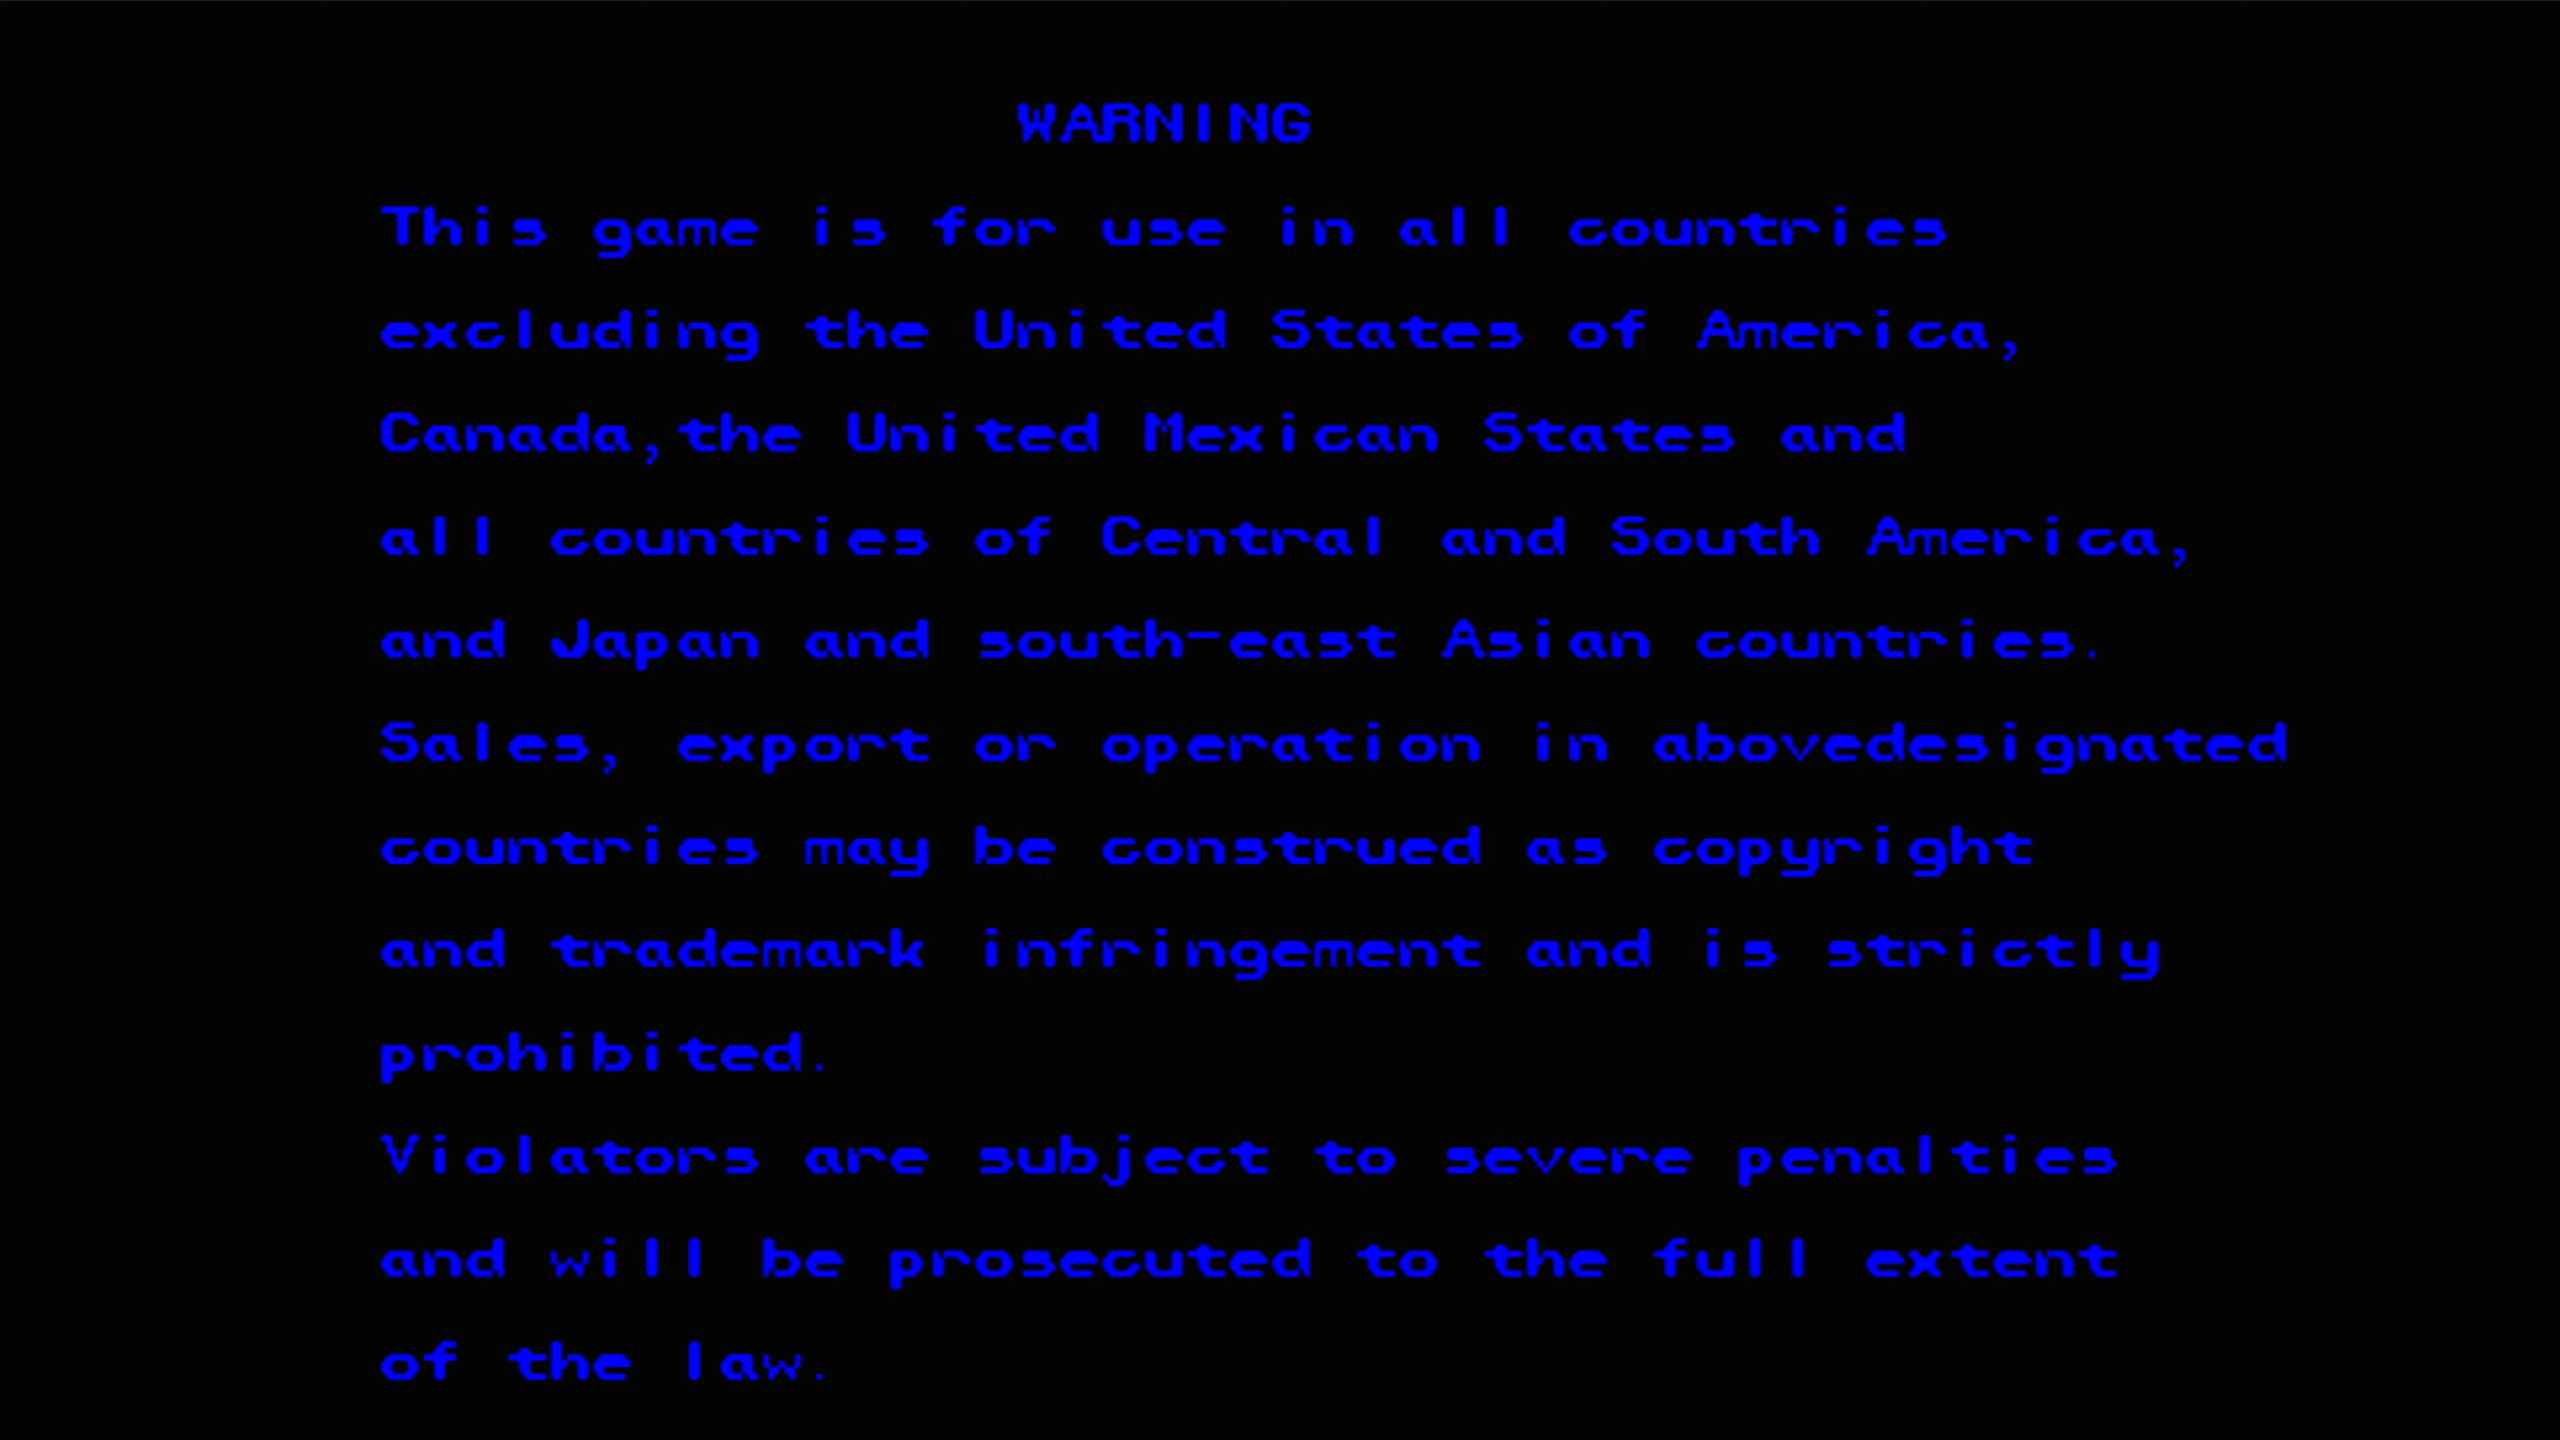 WARNING
This game is for use in all countries
excluding the United States of America,
Canada,the United Mexican States and
all countries of Central and South America,
and Japan and south-east Asian countries.
Sales, export or operation in abovedesignated
countries may be construed as copyright
and trademark infringement and is strictly
prohibited.
Violators are subject to severe penalties
and will be prosecuted to the full extent
of the law.